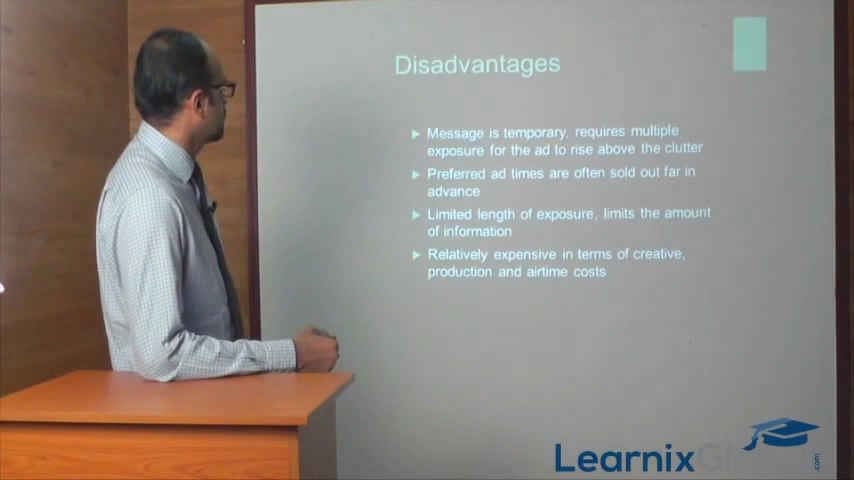 Disadvantages
Message is temporary, requires multiple
exposure for the ad to rise above the clutter
Preferred ad times are often sold out far in
advance
Limited length of exposure, limits the amount
of information
Relatively expensive in terms of creative,
production and airtime costs
LearnixGlobal
.com